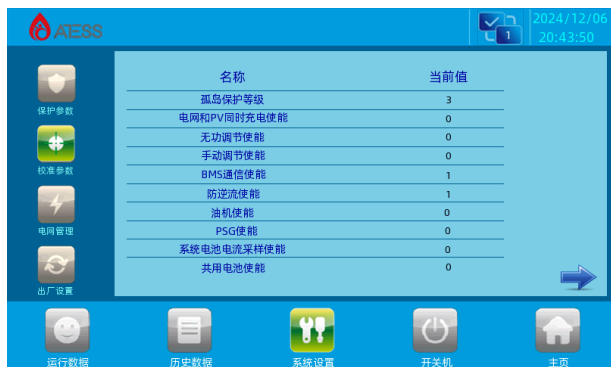 ATESS
1
2024/12/06
20:43:50
保护参数
校准参数
电网管理
出厂设置
名称 当前值
孤岛保护等级 3
电网和PV同时充电使能 0
无功调节使能 0
手动调节使能 0
BMS通信使能 1
防逆流使能 1
油机使能 0
PSG使能 0
系统电池电流采样使能 0
共用电池使能 0
运行数据 历史数据 系统设置 开关机 主页